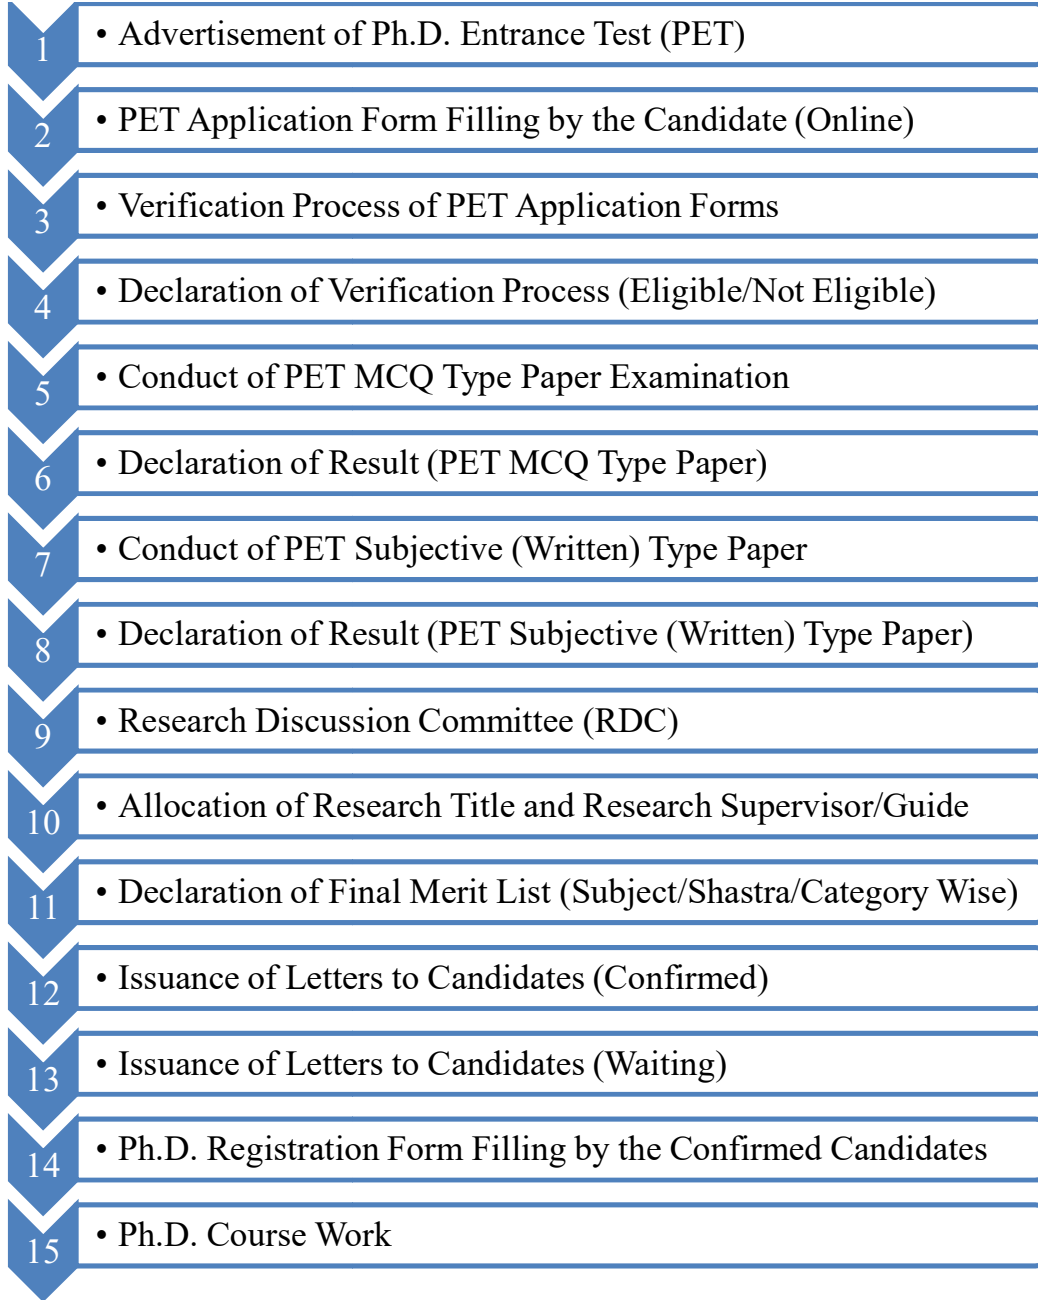 1 • Advertisement of Ph.D. Entrance Test (PET)
2 • PET Application Form Filling by the Candidate (Online)
3 • Verification Process of PET Application Forms
4 • Declaration of Verification Process (Eligible/Not Eligible)
5 • Conduct of PET MCQ Type Paper Examination
6 • Declaration of Result (PET MCQ Type Paper)
7 • Conduct of PET Subjective (Written) Type Paper
8 • Declaration of Result (PET Subjective (Written) Type Paper)
9 • Research Discussion Committee (RDC)
10 • Allocation of Research Title and Research Supervisor/Guide
11 • Declaration of Final Merit List (Subject/Shastra/Category Wise)
12 • Issuance of Letters to Candidates (Confirmed)
13 • Issuance of Letters to Candidates (Waiting)
14 • Ph.D. Registration Form Filling by the Confirmed Candidates
15 • Ph.D. Course Work